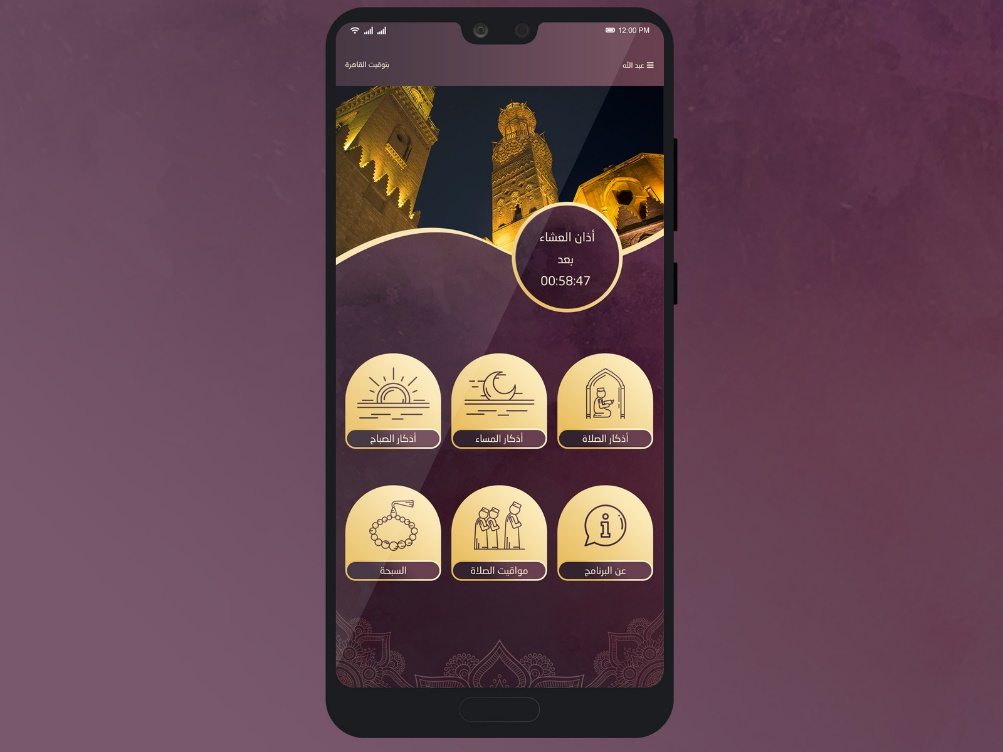 12:00 PM
عبد الله
بتوقيت القاهرة
أذان العشاء
بعد
00:58:47
أذكار الصلاة
أذكار المساء
أذكار الصباح
عن البرنامج
مواقيت الصلاة
السبحة